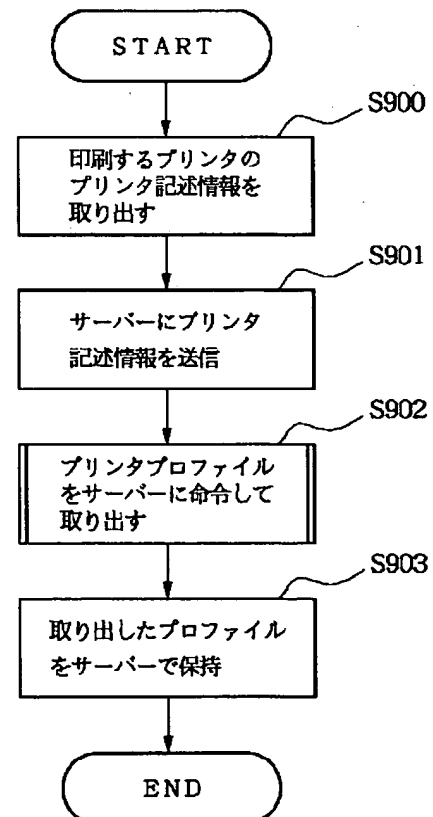 START
S900
印刷するプリンタの
プリンタ記述情報を
取り出す
S901
サーバーにプリンタ
記述情報を送信
S902
プリンタプロファイル
をサーバーに命令して
取り出す
S903
取り出したプロファイル
をサーバーで保持
END